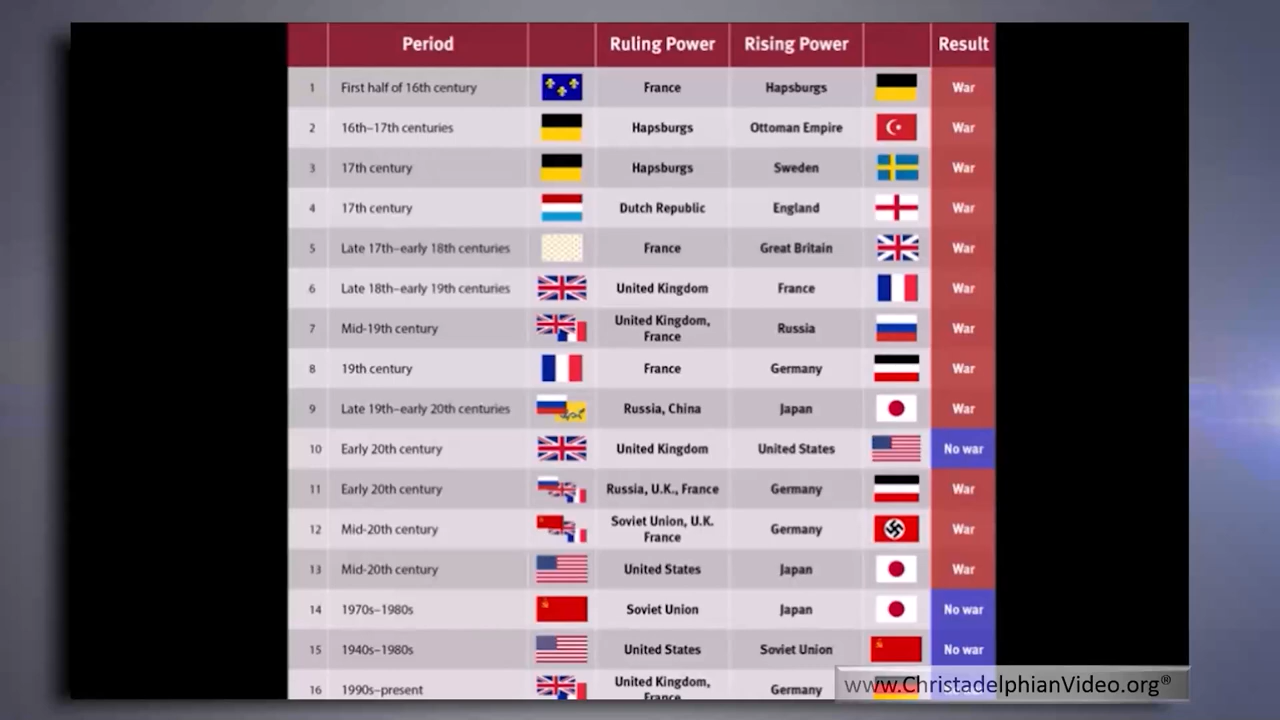 Period Ruling Power Rising Power Result
1 First half of 16th century France Hapsburgs War
2 16th–17th centuries Hapsburgs Ottoman Empire War
3 17th century Hapsburgs Sweden War
4 17th century Dutch Republic England War
5 Late 17th–early 18th centuries France Great Britain War
6 Late 18th–early 19th centuries United Kingdom France War
7 Mid-19th century United Kingdom, France Russia War
8 19th century France Germany War
9 Late 19th–early 20th centuries Russia, China Japan War
10 Early 20th century United Kingdom United States No war
11 Early 20th century Russia, U.K., France Germany War
12 Mid-20th century Soviet Union, U.K. France Germany War
13 Mid-20th century United States Japan War
14 1970s–1980s Soviet Union Japan No war
15 1940s–1980s United States Soviet Union No war
16 1990s–present United Kingdom, France Germany
www.ChristadelphianVideo.org®